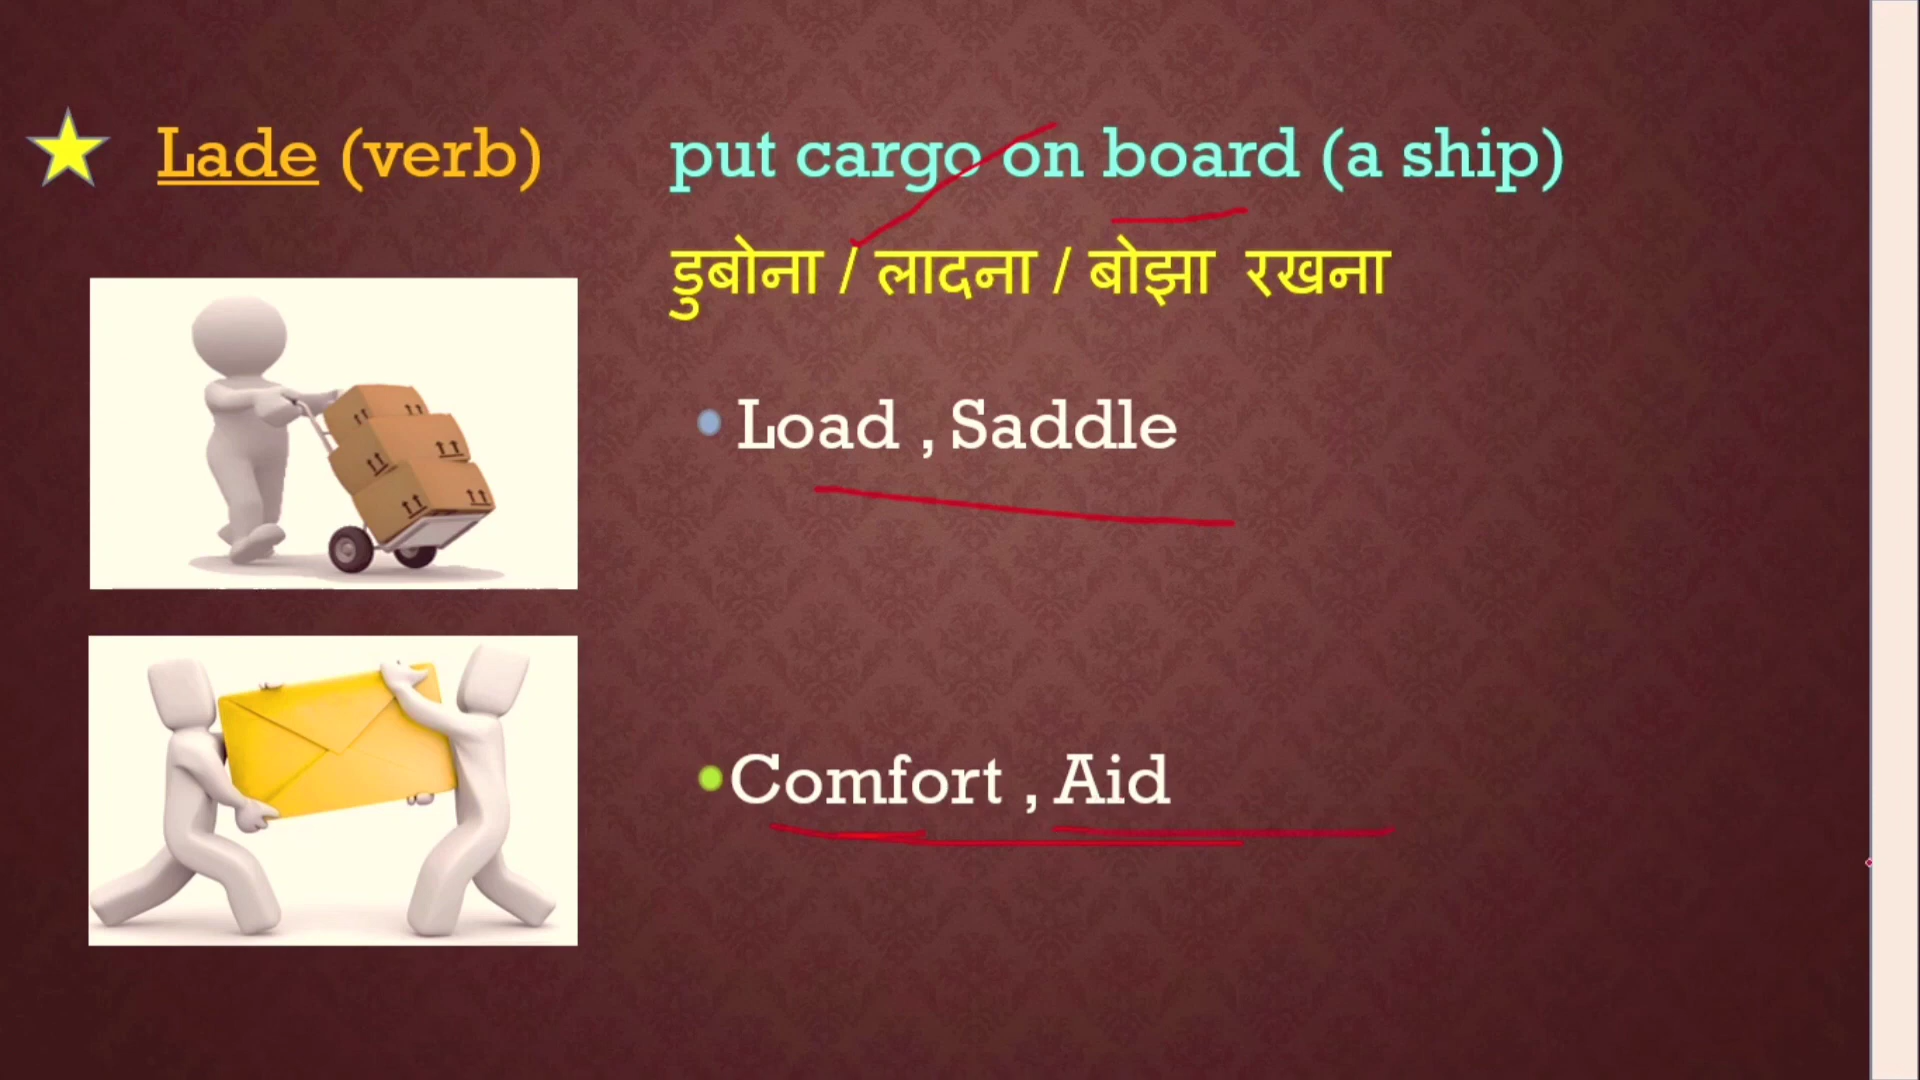 Lade (verb) put cargo on board (a ship)
डुबोना / लादना / बोझा रखना
Load , Saddle
Comfort , Aid